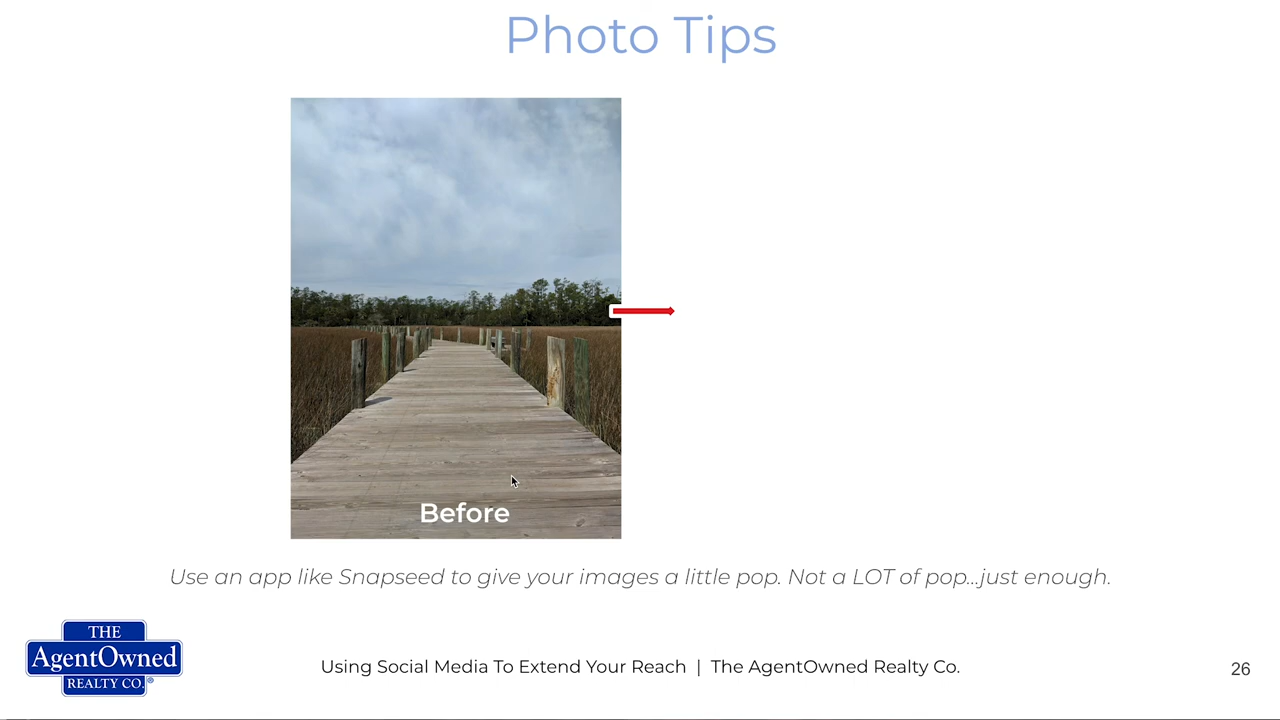 Photo Tips
Before
Use an app like Snapseed to give your images a little pop. Not a LOT of pop...just enough.
THE
AgentOwned
REALTY CO.®
Using Social Media To Extend Your Reach | The AgentOwned Realty Co.
26